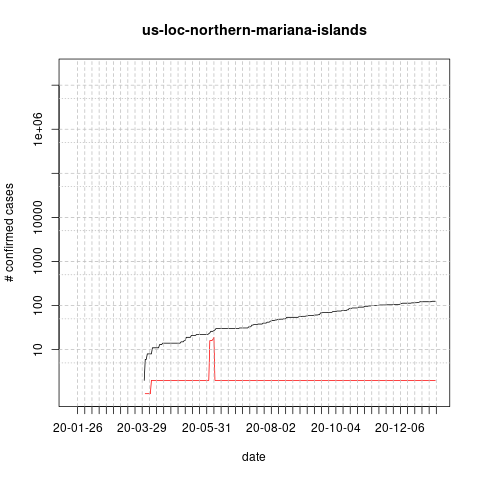 us-loc-northern-mariana-islands
# confirmed cases
1e+06
10000
1000
100
10
20-01-26 20-03-29 20-05-31 20-08-02 20-10-04 20-12-06
date